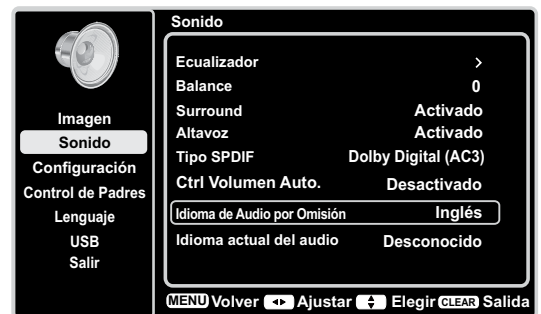 Sonido
Imagen
Sonido
Configuración
Control de Padres
Lenguaje
USB
Salir
Ecualizador >
Balance 0
Surround Activado
Altavoz Activado
Tipo SPDIF Dolby Digital (AC3)
Ctrl Volumen Auto. Desactivado
Idioma de Audio por Omisión Inglés
Idioma actual del audio Desconocido
MENU Volver Ajustar Elegir CLEAR Salida